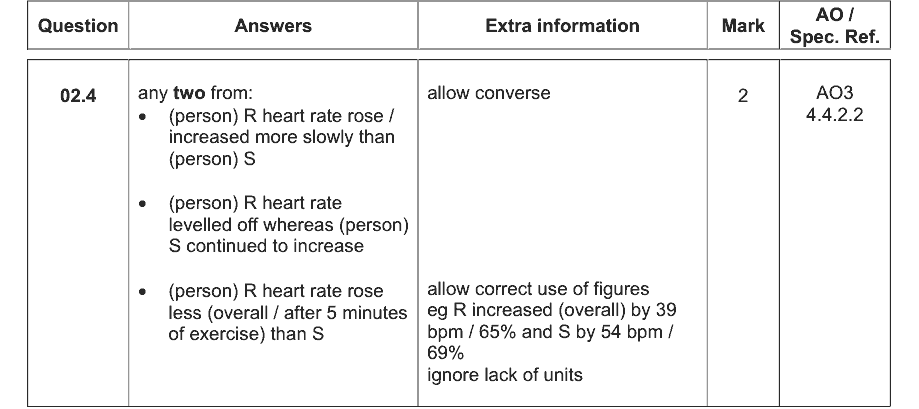 Question Answers Extra information Mark AO /
Spec. Ref.
02.4 any two from: allow converse 2 AO3
4.4.2.2
• (person) R heart rate rose /
increased more slowly than
(person) S
• (person) R heart rate
levelled off whereas (person)
S continued to increase
• (person) R heart rate rose
less (overall / after 5 minutes
of exercise) than S
allow correct use of figures
eg R increased (overall) by 39
bpm / 65% and S by 54 bpm /
69%
ignore lack of units